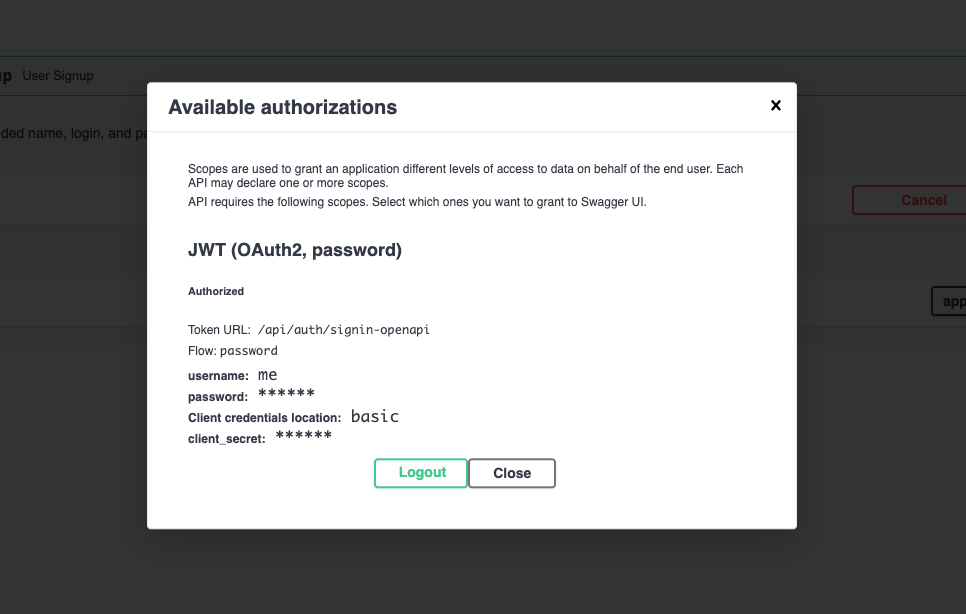 User Signup
Available authorizations
ded name, login, and
Scopes are used to grant an application different levels of access to data on behalf of the end user. Each
API may declare one or more scopes.
API requires the following scopes. Select which ones you want to grant to Swagger UI.
Cancel
JWT (OAuth2, password)
Authorized
app
Token URL: /api/auth/signin-openapi
Flow: password
username: me
password: ******
Client credentials location: basic
client_secret: ******
Logout Close